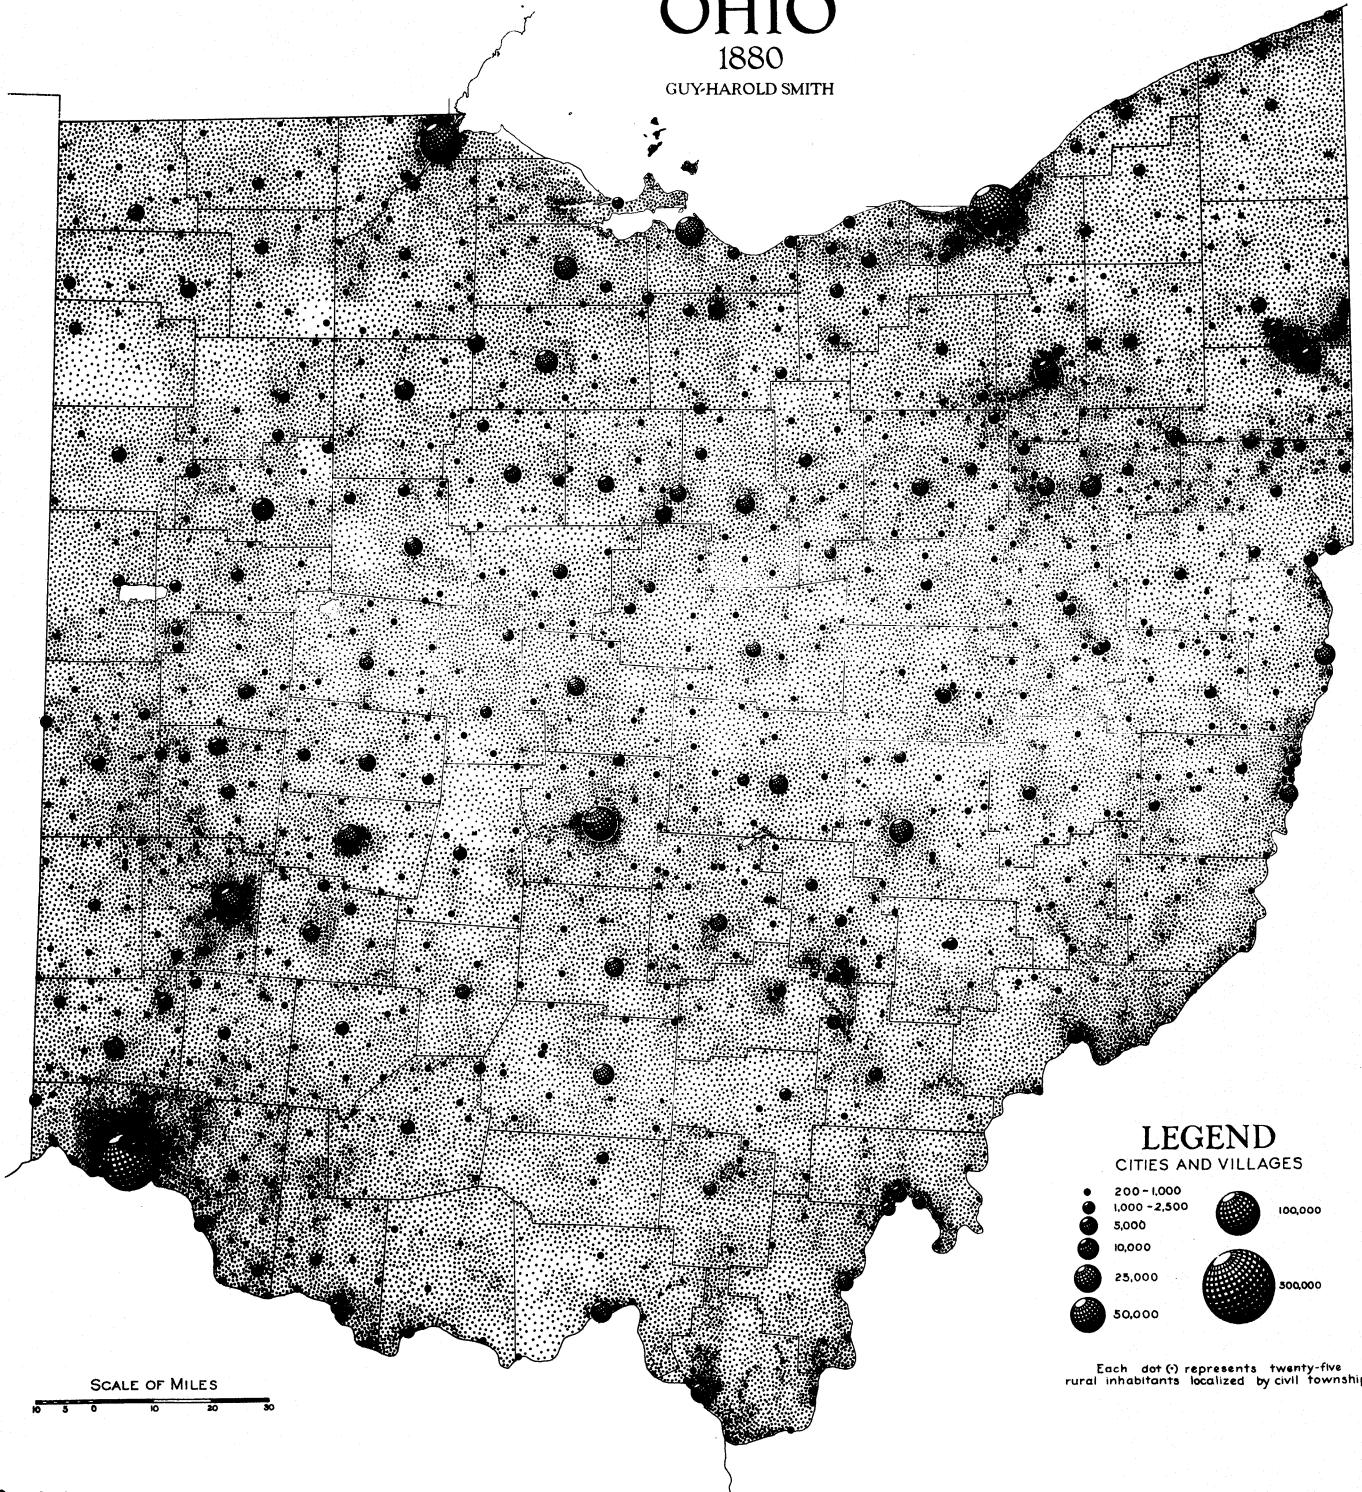 OHIO
1880
GUY-HAROLD SMITH
LEGEND
CITIES AND VILLAGES
200-1,000
1,000-2,500
5,000
10,000
25,000
50,000
100,000
300,000
Each dot (·) represents twenty-five
rural inhabitants localized by civil township
SCALE OF MILES
10 5 0 10 20 30